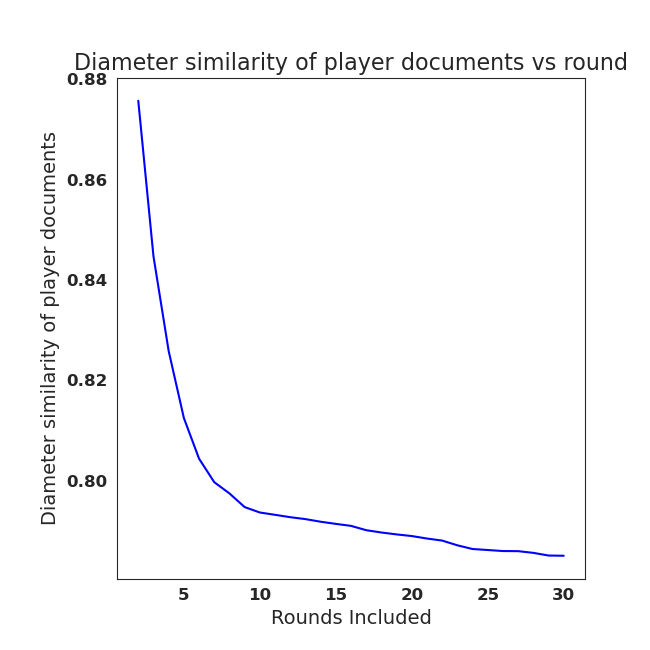 Diameter similarity of player documents vs round
Diameter similarity of player documents
0.88
0.86
0.84
0.82
0.80
5 10 15 20 25 30
Rounds Included